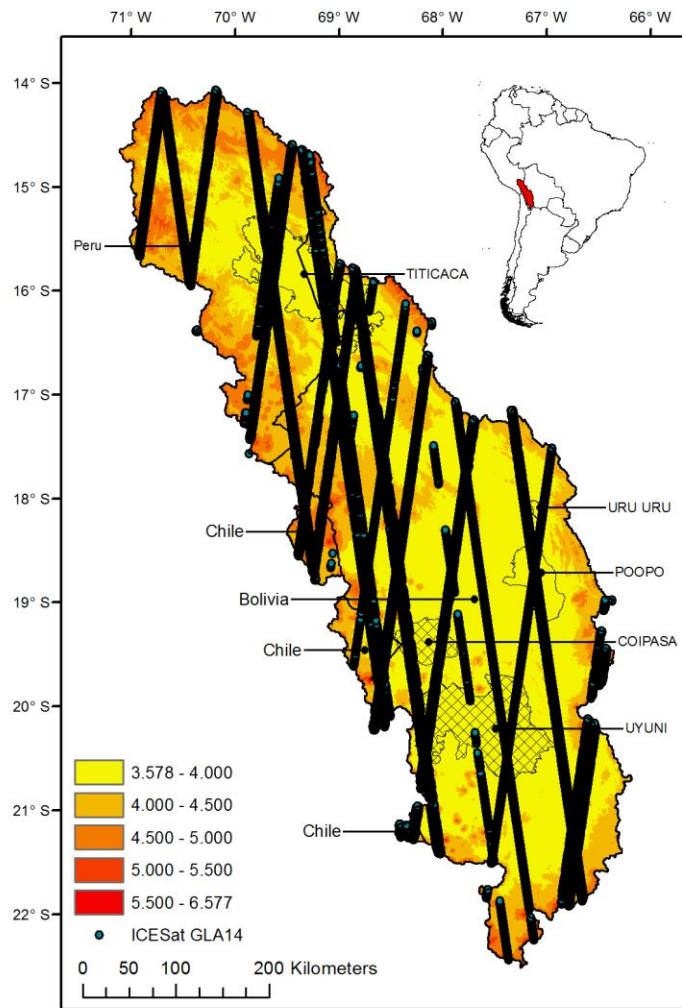 71° W 70° W 69° W 68° W 67° W 66° W
14° S
15° S
Peru
TITICACA
16° S
17° S
18° S
URU URU
Chile
POOPO
19° S
Bolivia
COIPASA
Chile
20° S
UYUNI
3.578 - 4.000
21° S
4.000 - 4.500
Chile
4.500 - 5.000
5.000 - 5.500
5.500 - 6.577
22° S
ICESat GLA14
0 50 100 200 Kilometers